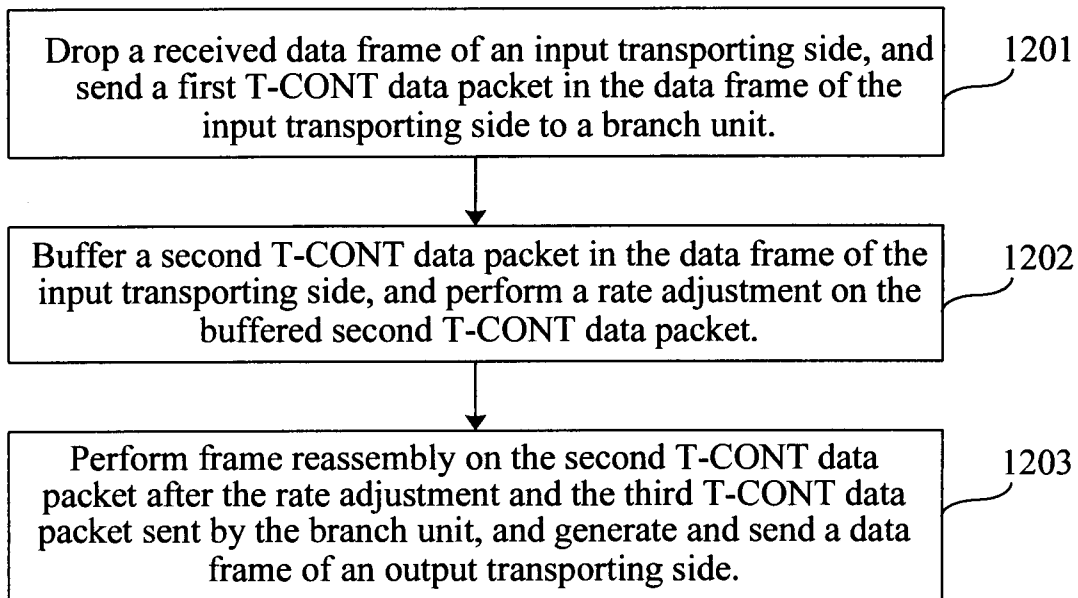 Drop a received data frame of an input transporting side, and
send a first T-CONT data packet in the data frame of the
input transporting side to a branch unit.
1201
Buffer a second T-CONT data packet in the data frame of the
input transporting side, and perform a rate adjustment on the
buffered second T-CONT data packet.
1202
Perform frame reassembly on the second T-CONT data
packet after the rate adjustment and the third T-CONT data
packet sent by the branch unit, and generate and send a data
frame of an output transporting side.
1203